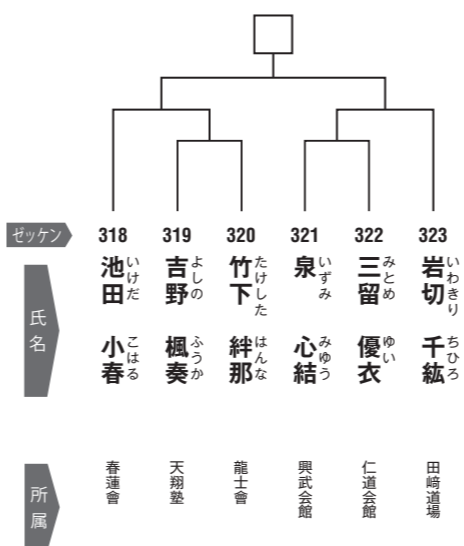 ゼッケン
318 319 320 321 322 323
氏名
池田 小春
いけだ こはる
吉野 楓奏
よしの ふうか
竹下 絆那
たけした はんな
泉 心結
いずみ みゆう
三留 優衣
みとめ ゆい
岩切 千紘
いわきり ちひろ
所属
春蓮會
天翔塾
龍士會
興武会館
仁道会館
田﨑道場